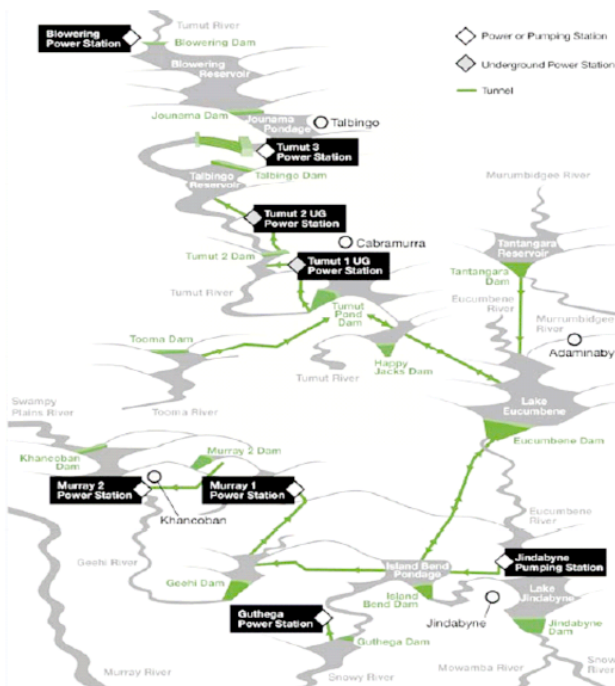 Tumut River
Blowering
Power Station
Blowering Dam
Blowering
Reservoir
Power or Pumping Station
Underground Power Station
Tunnel
Jounama Dam
Jounama
Pondage
Talbingo
Tumut 3
Power Station
Talbingo
Reservoir
Talbingo Dam
Murumbidgee River
Tumut 2 UG
Power Station
Cabramurra
Tumut 2 Dam
Tumut 1 UG
Power Station
Tantangara
Reservoir
Tantangara
Dam
Tumut
River
Tumut
Pond
Dam
Eucumbene
River
Murrumbidgee
River
Adaminaby
Tooma Dam
Happy
Jacks Dam
Tumut
River
Tooma River
Lake
Eucumbene
Swampy
Plains River
Eucumbene Dam
Khancoban
Dam
Murray 2 Dam
Murray 2
Power Station
Murray 1
Power Station
Khancoban
Eucumbene
River
Geehi River
Island Bend
Pondage
Jindabyne
Pumping Station
Geehi Dam
Island
Bend Dam
Lake
Jindabyne
Guthega
Power Station
Jindabyne
Jindabyne
Dam
Guthega Dam
Murray River
Snowy River
Mowamba River
Snowy
River